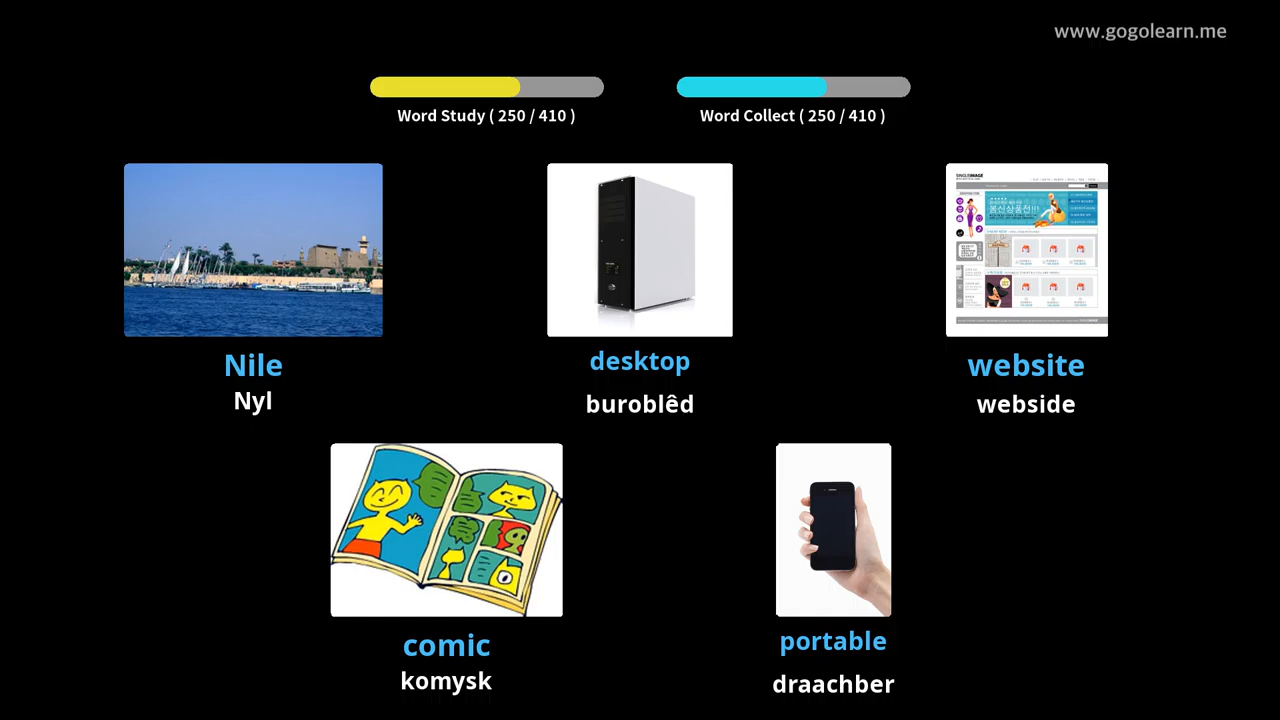 www.gogolearn.me
Word Study ( 250 / 410 )
Word Collect ( 250 / 410 )
Nile
Nyl
desktop
buroblêd
website
webside
comic
komysk
portable
draachber